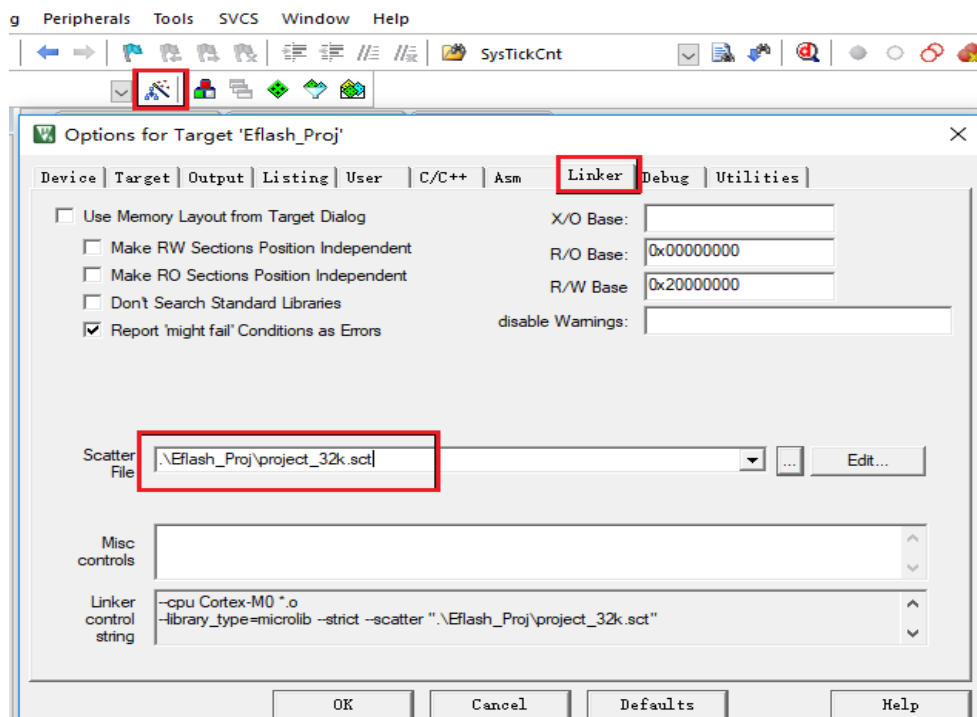 g Peripherals Tools SVCS Window Help
SysTickCnt
Options for Target 'Eflash_Proj'
Device Target Output Listing User C/C++ Asm Linker Debug Utilities
Use Memory Layout from Target Dialog
X/O Base:
Make RW Sections Position Independent
R/O Base: 0x00000000
Make RO Sections Position Independent
R/W Base 0x20000000
Don't Search Standard Libraries
disable Warnings:
Report 'might fail' Conditions as Errors
Scatter
File
.\Eflash_Proj\project_32k.sct
... Edit...
Misc
controls
Linker
control
string
--cpu Cortex-M0 *.o
--library_type=microlib --strict --scatter ".\Eflash_Proj\project_32k.sct"
OK Cancel Defaults Help